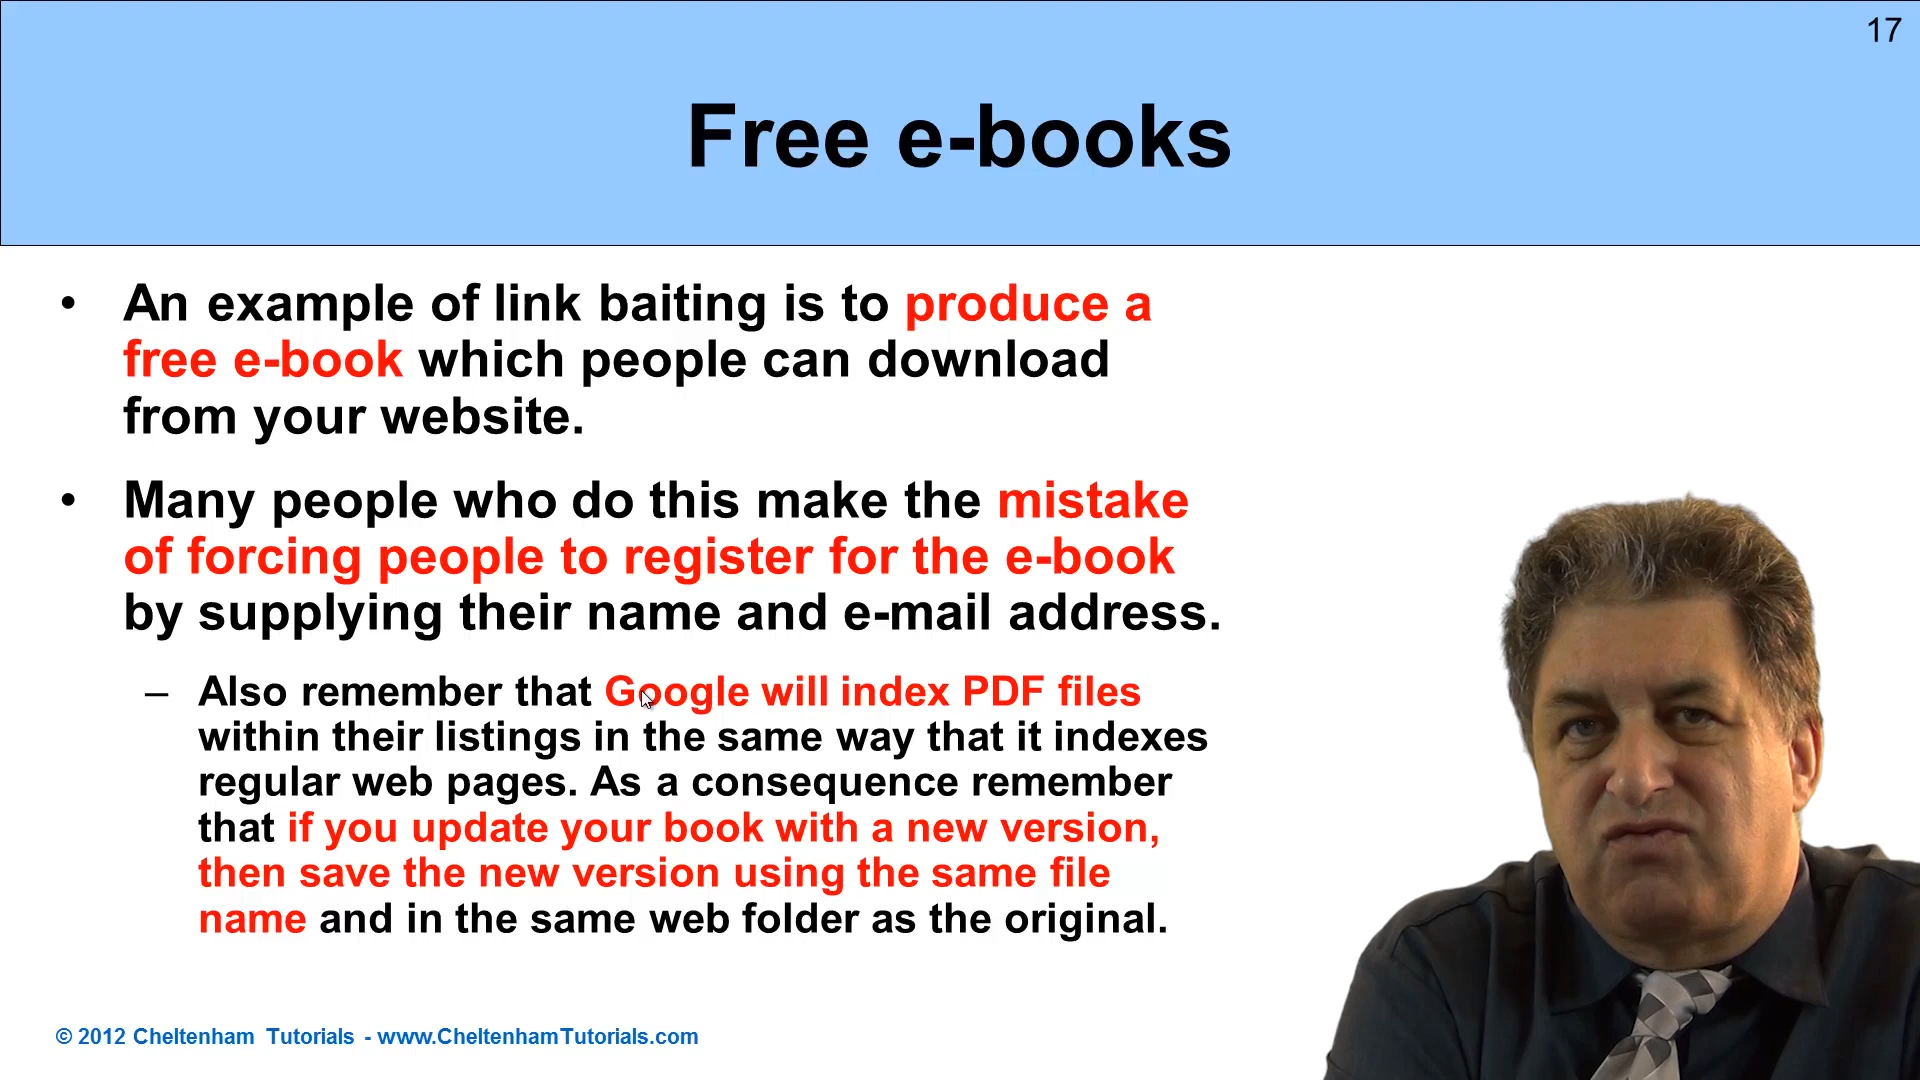 17
Free e-books
• An example of link baiting is to produce a
free e-book which people can download
from your website.
• Many people who do this make the mistake
of forcing people to register for the e-book
by supplying their name and e-mail address.
– Also remember that Google will index PDF files
within their listings in the same way that it indexes
regular web pages. As a consequence remember
that if you update your book with a new version,
then save the new version using the same file
name and in the same web folder as the original.
© 2012 Cheltenham Tutorials - www.CheltenhamTutorials.com